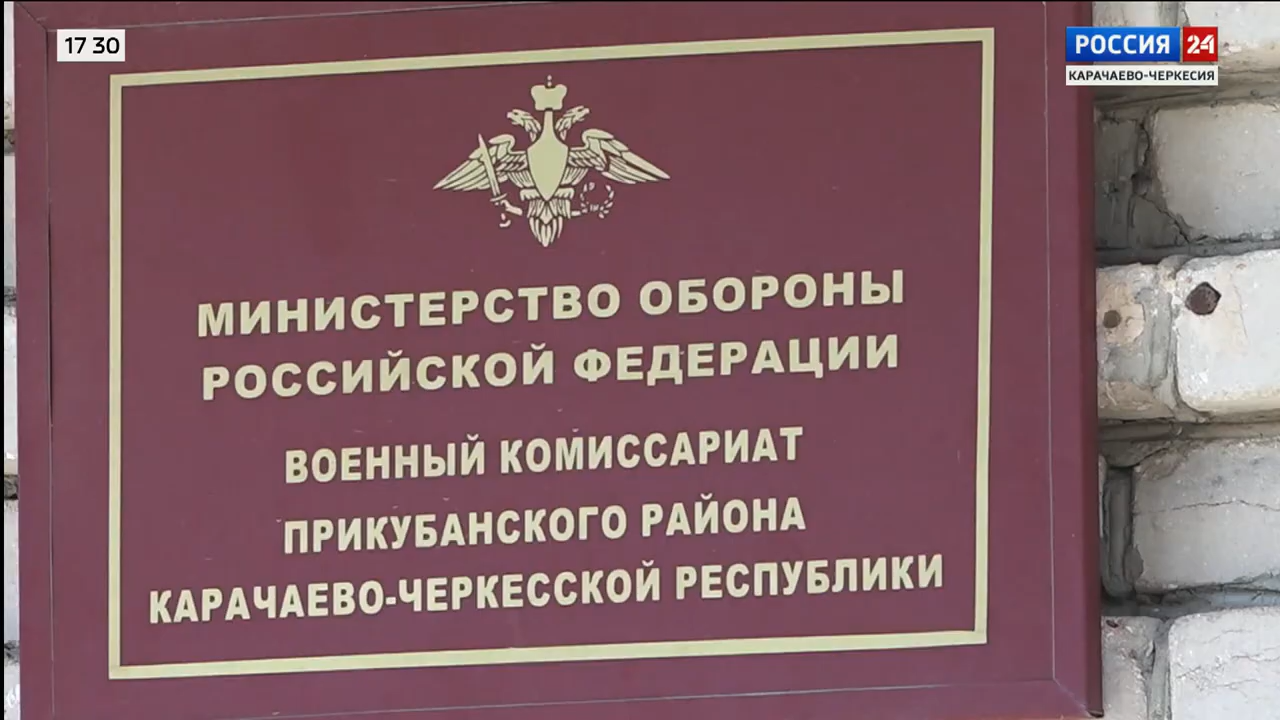 17 30
РОССИЯ 24
КАРАЧАЕВО-ЧЕРКЕСИЯ
МИНИСТЕРСТВО ОБОРОНЫ
РОССИЙСКОЙ ФЕДЕРАЦИИ
ВОЕННЫЙ КОМИССАРИАТ
ПРИКУБАНСКОГО РАЙОНА
КАРАЧАЕВО-ЧЕРКЕССКОЙ РЕСПУБЛИКИ